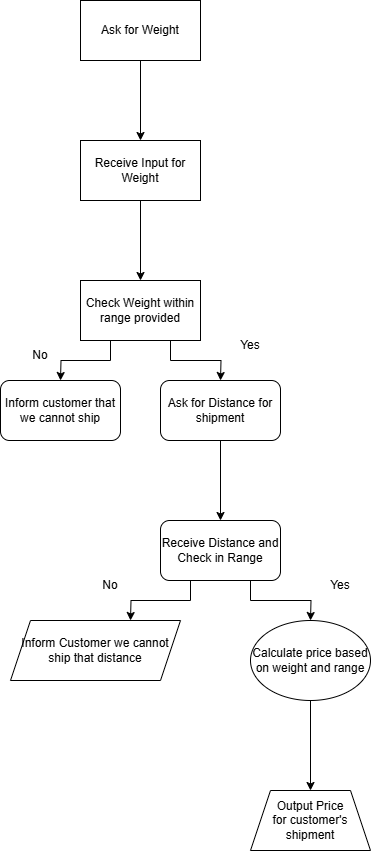 Ask for Weight
Receive Input for
Weight
Check Weight within
range provided
No
Yes
Inform customer that
we cannot ship
Ask for Distance for
shipment
Receive Distance and
Check in Range
No
Yes
Inform Customer we cannot
ship that distance
Calculate price based
on weight and range
Output Price
for customer's
shipment